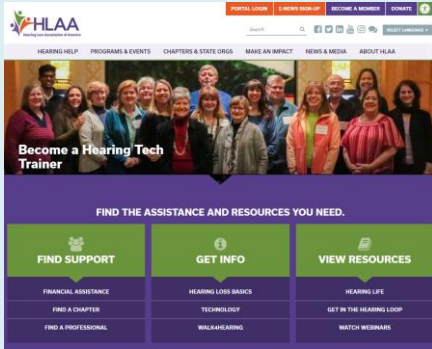 PORTAL LOGIN
E-NEWS SIGN-UP
BECOME A MEMBER
DONATE
HLAA
Hearing Loss Association of America
Search
SELECT LANGUAGE
HEARING HELP
PROGRAMS & EVENTS
CHAPTERS & STATE ORGS
MAKE AN IMPACT
NEWS & MEDIA
ABOUT HLAA
Become a Hearing Tech
Trainer
FIND THE ASSISTANCE AND RESOURCES YOU NEED.
FIND SUPPORT
FINANCIAL ASSISTANCE
FIND A CHAPTER
FIND A PROFESSIONAL
GET INFO
HEARING LOSS BASICS
TECHNOLOGY
WALK4HEARING
VIEW RESOURCES
HEARING LIFE
GET IN THE HEARING LOOP
WATCH WEBINARS